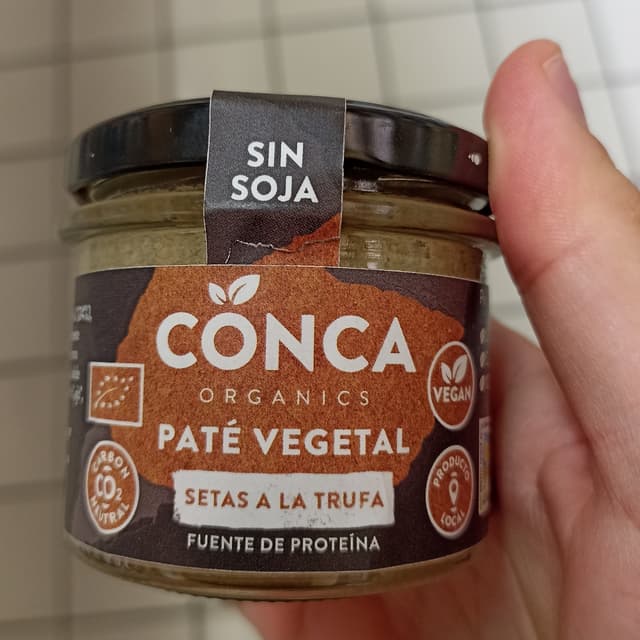 SIN
SOJA
CONCA
ORGANICS
PATÉ VEGETAL
SETAS A LA TRUFA
FUENTE DE PROTEÍNA
CARBON
CO2
NEUTRAL
VEGAN
PRODUCTO
LOCAL